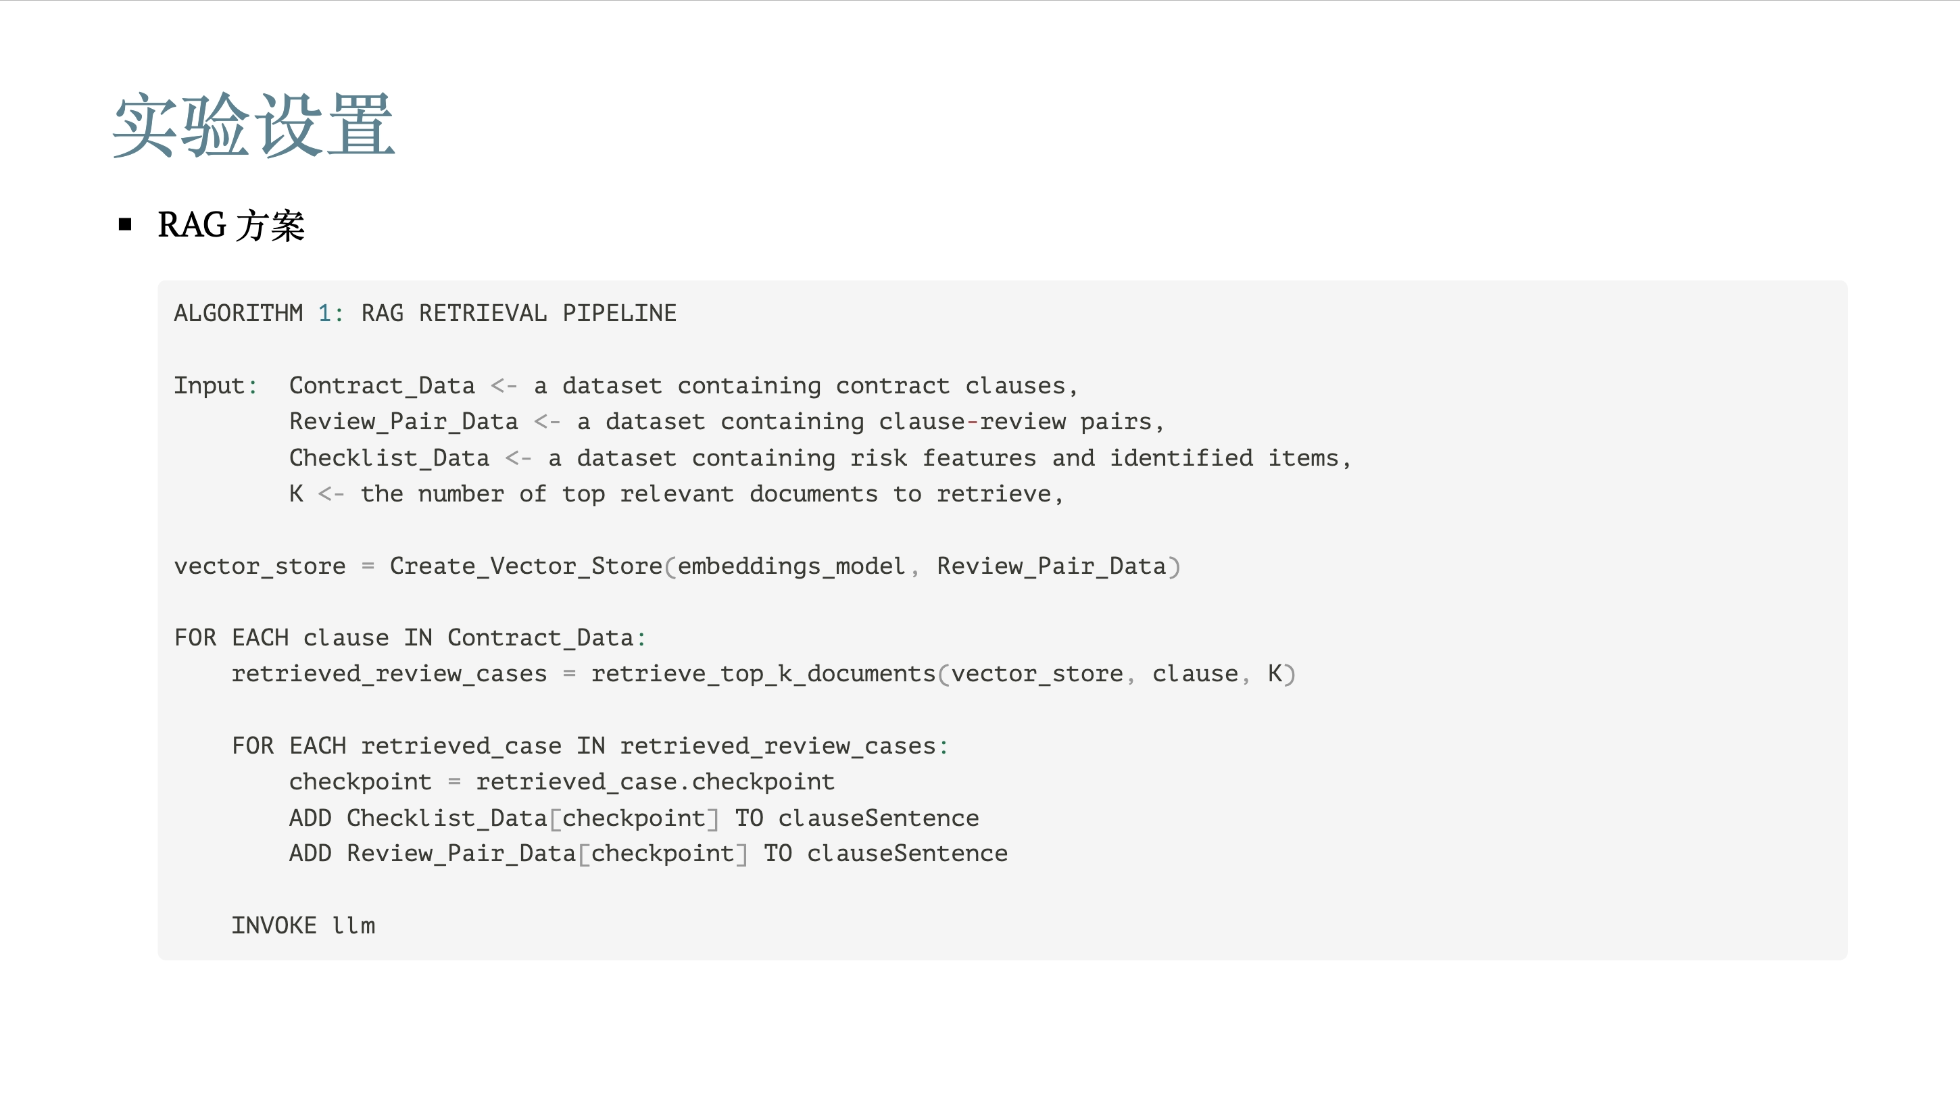 实验设置
▪ RAG 方案
ALGORITHM 1: RAG RETRIEVAL PIPELINE
Input:  Contract_Data <- a dataset containing contract clauses,
        Review_Pair_Data <- a dataset containing clause-review pairs,
        Checklist_Data <- a dataset containing risk features and identified items,
        K <- the number of top relevant documents to retrieve,
vector_store = Create_Vector_Store(embeddings_model, Review_Pair_Data)
FOR EACH clause IN Contract_Data:
    retrieved_review_cases = retrieve_top_k_documents(vector_store, clause, K)
    FOR EACH retrieved_case IN retrieved_review_cases:
        checkpoint = retrieved_case.checkpoint
        ADD Checklist_Data[checkpoint] TO clauseSentence
        ADD Review_Pair_Data[checkpoint] TO clauseSentence
    INVOKE llm